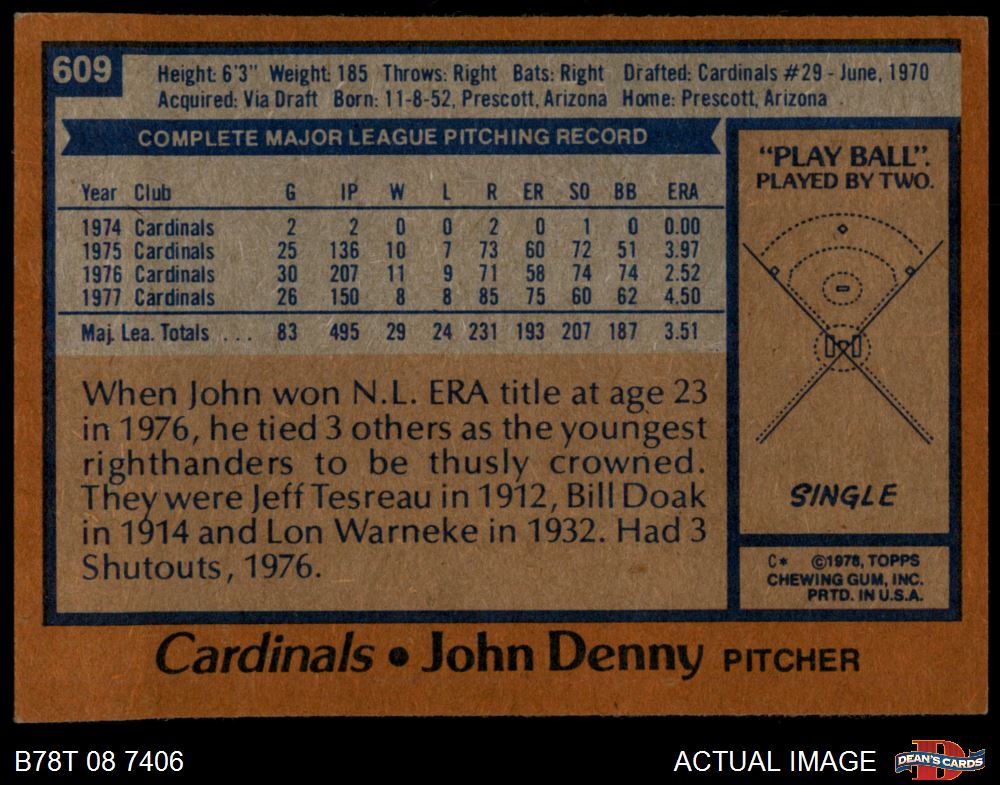 609
Height: 6'3" Weight: 185 Throws: Right Bats: Right Drafted: Cardinals #29 - June, 1970
Acquired: Via Draft Born: 11-8-52, Prescott, Arizona Home: Prescott, Arizona
COMPLETE MAJOR LEAGUE PITCHING RECORD
Year Club G IP W L R ER SO BB ERA
1974 Cardinals 2 2 0 0 2 0 1 0 0.00
1975 Cardinals 25 136 10 7 73 60 72 51 3.97
1976 Cardinals 30 207 11 9 71 58 74 74 2.52
1977 Cardinals 26 150 8 8 85 75 60 62 4.50
Maj. Lea. Totals . . . 83 495 29 24 231 193 207 187 3.51
When John won N.L. ERA title at age 23
in 1976, he tied 3 others as the youngest
righthanders to be thusly crowned.
They were Jeff Tesreau in 1912, Bill Doak
in 1914 and Lon Warneke in 1932. Had 3
Shutouts, 1976.
"PLAY BALL".
PLAYED BY TWO.
SINGLE
C* ©1978, TOPPS
CHEWING GUM, INC.
PRTD. IN U.S.A.
Cardinals • John Denny PITCHER
B78T 08 7406
ACTUAL IMAGE
D
DEAN'S CARDS